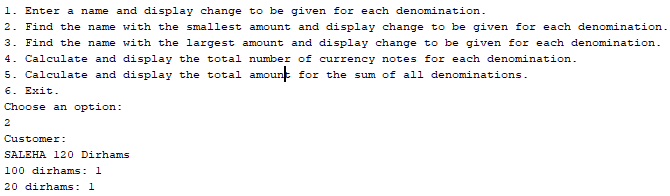 1. Enter a name and display change to be given for each denomination.
2. Find the name with the smallest amount and display change to be given for each denomination.
3. Find the name with the largest amount and display change to be given for each denomination.
4. Calculate and display the total number of currency notes for each denomination.
5. Calculate and display the total amount for the sum of all denominations.
6. Exit.
Choose an option:
2
Customer:
SALEHA 120 Dirhams
100 dirhams: 1
20 dirhams: 1